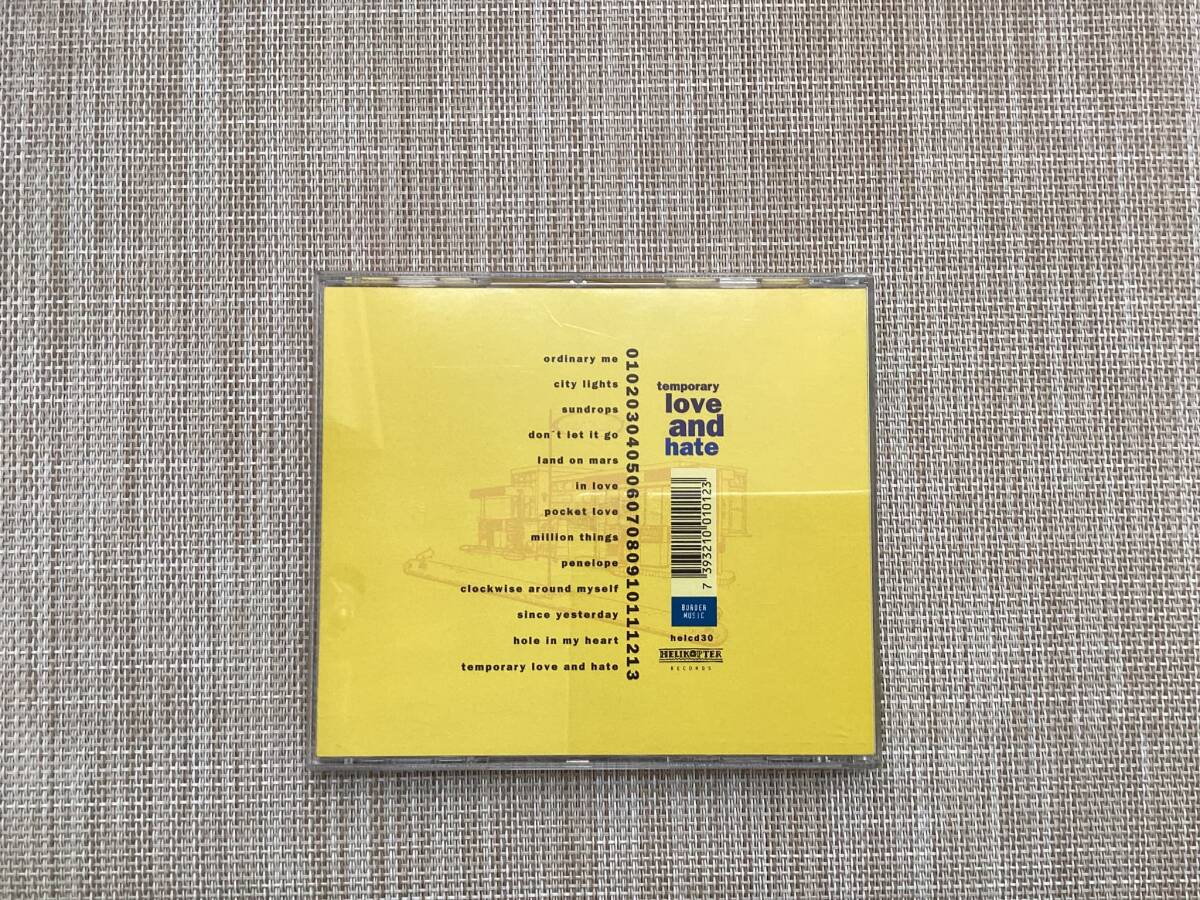 ordinary me
city lights
sundrops
don´t let it go
land on mars
in love
pocket love
million things
penelope
clockwise around myself
since yesterday
hole in my heart
temporary love and hate
01020304050607080910111213
temporary
love
and
hate
7 393210 010123
BORDER
MUSIC
helcd30
HELIKOPTER
RECORDS